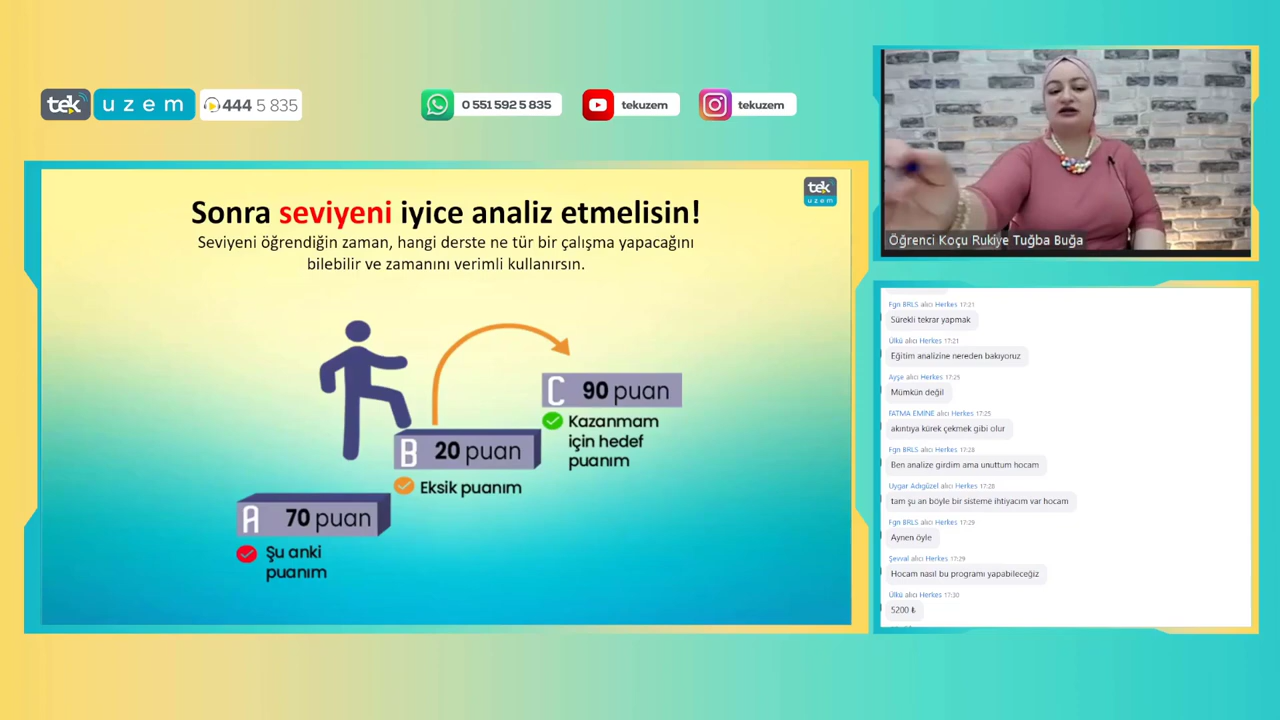 tek uzem 444 5 835
0 551 592 5 835
tekuzem
tekuzem
tek
uzem
Sonra seviyeni iyice analiz etmelisin!
Seviyeni öğrendiğin zaman, hangi derste ne tür bir çalışma yapacağını
bilebilir ve zamanını verimli kullanırsın.
C 90 puan
Kazanmam
için hedef
puanım
B 20 puan
Eksik puanım
A 70 puan
Şu anki
puanım
Öğrenci Koçu Rukiye Tuğba Buğa
Fgn BRLS alıcı Herkes 17:21
Sürekli tekrar yapmak
Ülkü alıcı Herkes 17:21
Eğitim analizine nereden bakıyoruz
Ayşe alıcı Herkes 17:25
Mümkün değil
FATMA EMINE alıcı Herkes 17:25
akıntıya kürek çekmek gibi olur
Fgn BRLS alıcı Herkes 17:28
Ben analize girdim ama unuttum hocam
Uygar Adıgüzel alıcı Herkes 17:28
tam şu an böyle bir sisteme ihtiyacım var hocam
Fgn BRLS alıcı Herkes 17:29
Aynen öyle
Şevval alıcı Herkes 17:29
Hocam nasıl bu programı yapabileceğiz
Ülkü alıcı Herkes 17:30
5200 ₺